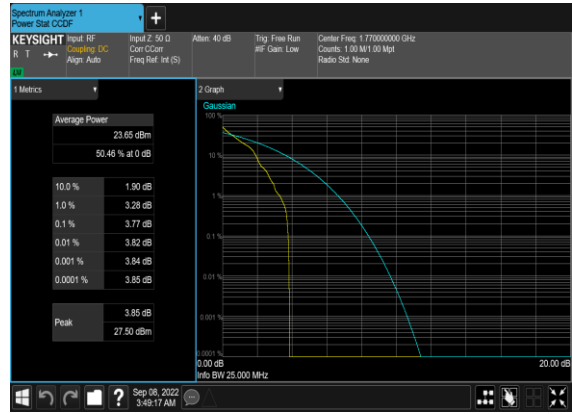 Spectrum Analyzer 1
Power Stat CCDF
KEYSIGHT Input: RF Input Z: 50 Ω Atten: 40 dB Trig: Free Run Center Freq: 1.770000000 GHz
R T Coupling: DC Corr CCorr #IF Gain: Low Counts: 1.00 M/1.00 Mpt
Align: Auto Freq Ref: Int (S) Radio Std: None
1 Metrics
Average Power
23.65 dBm
50.46 % at 0 dB
10.0 % 1.90 dB
1.0 % 3.28 dB
0.1 % 3.77 dB
0.01 % 3.82 dB
0.001 % 3.84 dB
0.0001 % 3.85 dB
Peak 3.85 dB
27.50 dBm
2 Graph
Gaussian
100 %
10 %
1 %
0.1 %
0.01 %
0.001 %
0.0001 %
0.00 dB 20.00 dB
Info BW 25.000 MHz
Sep 08, 2022
3:49:17 AM